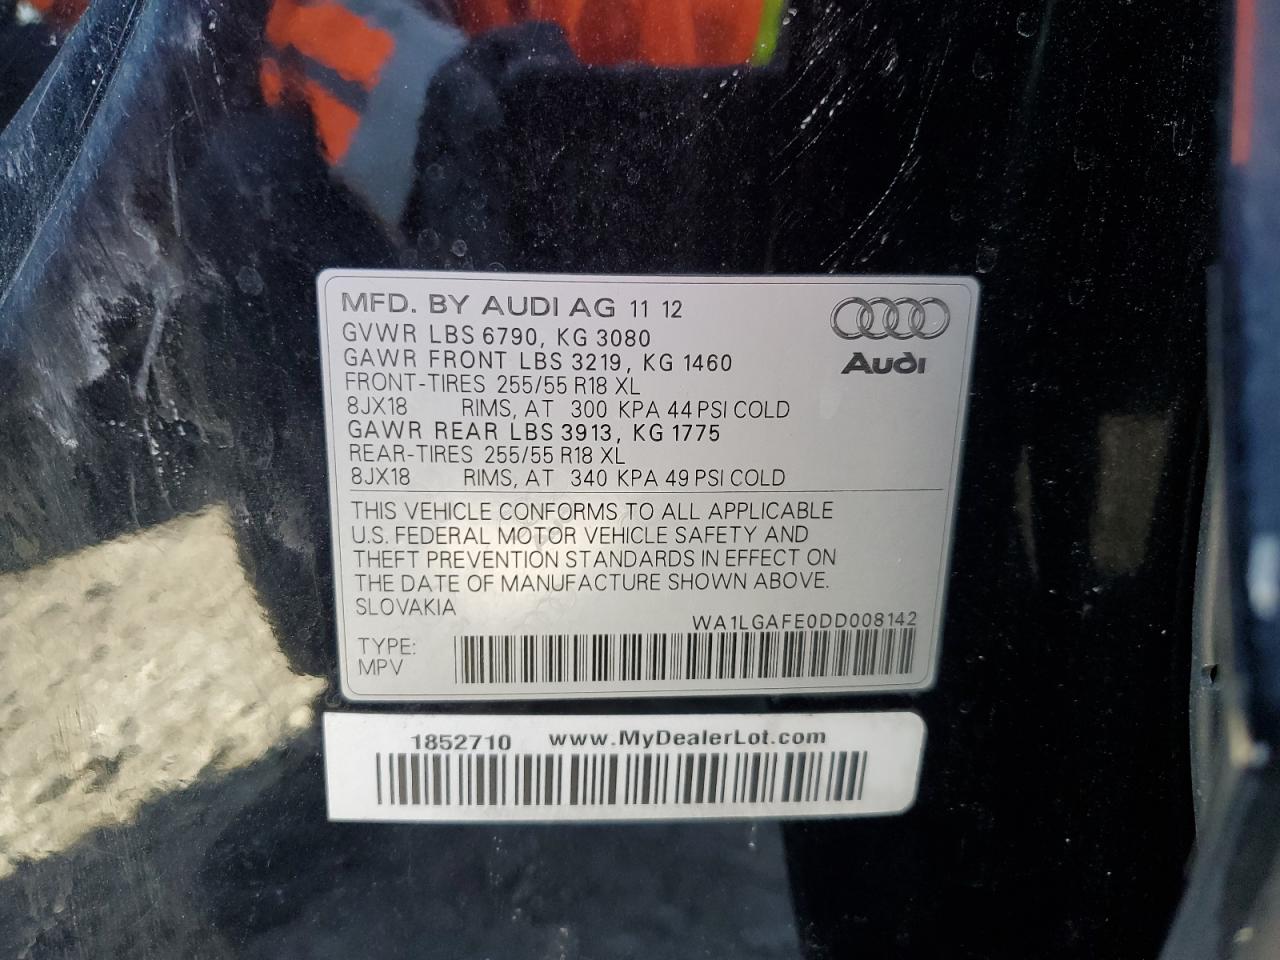 MFD. BY AUDI AG 11 12
GVWR LBS 6790, KG 3080
GAWR FRONT LBS 3219, KG 1460
FRONT-TIRES 255/55 R18 XL
8JX18 RIMS, AT 300 KPA 44 PSI COLD
GAWR REAR LBS 3913, KG 1775
REAR-TIRES 255/55 R18 XL
8JX18 RIMS, AT 340 KPA 49 PSI COLD
Audi
THIS VEHICLE CONFORMS TO ALL APPLICABLE
U.S. FEDERAL MOTOR VEHICLE SAFETY AND
THEFT PREVENTION STANDARDS IN EFFECT ON
THE DATE OF MANUFACTURE SHOWN ABOVE.
SLOVAKIA
WA1LGAFE0DD008142
TYPE:
MPV
1852710 www.MyDealerLot.com